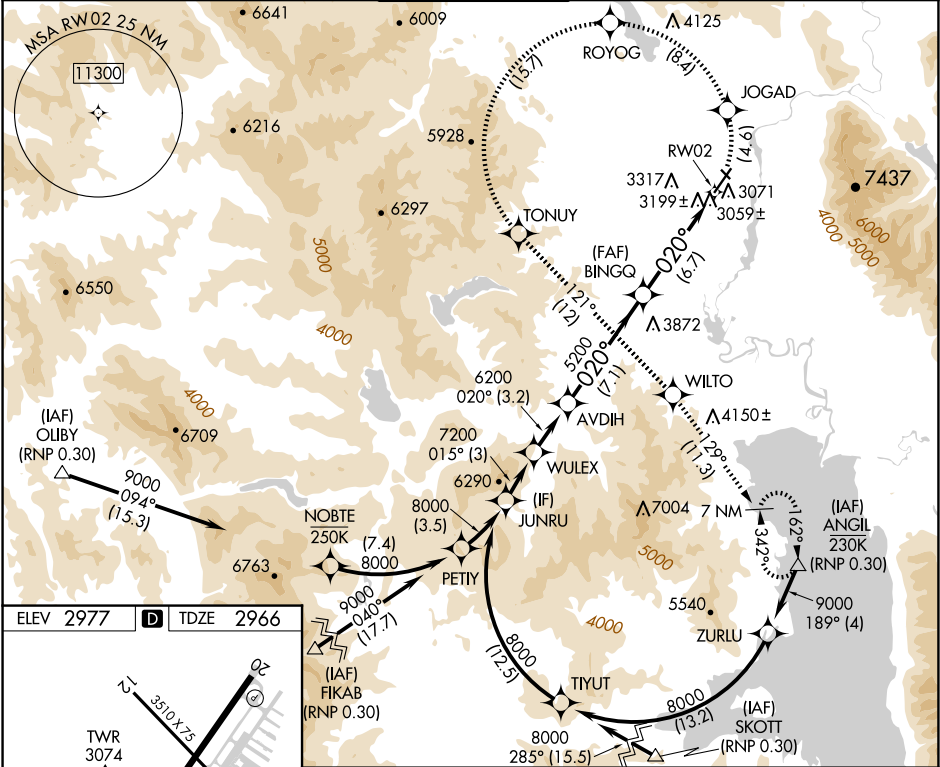 MSA RW02 25 NM
11300
6641
6009
4125
ROYOG
(15.7)
(8.4)
JOGAD
(4.6)
6216
5928
RW02
3317
3199±
3071
3059±
7437
6000
5000
4000
6297
5000
TONUY
(FAF)
BINGQ
020°
(6.7)
6550
4000
121°
(12)
3872
5200
020°
(7.1)
6200
020° (3.2)
WILTO
AVDIH
4150±
(IAF)
OLIBY
(RNP 0.30)
4000
6709
7200
015° (3)
WULEX
129°
(11.3)
9000
094°
(15.3)
6290
(IF)
JUNRU
7004
7 NM
162°
342°
(IAF)
ANGIL
230K
(RNP 0.30)
NOBTE
250K
8000
(3.5)
(7.4)
8000
PETIY
5000
6763
9000
040°
(17.7)
5540
9000
189° (4)
ZURLU
4000
8000
(12.5)
(IAF)
FIKAB
(RNP 0.30)
TIYUT
8000
(13.2)
(IAF)
SKOTT
(RNP 0.30)
8000
285° (15.5)
ELEV 2977 D TDZE 2966
20
P
12
3510 X 75
TWR
3074